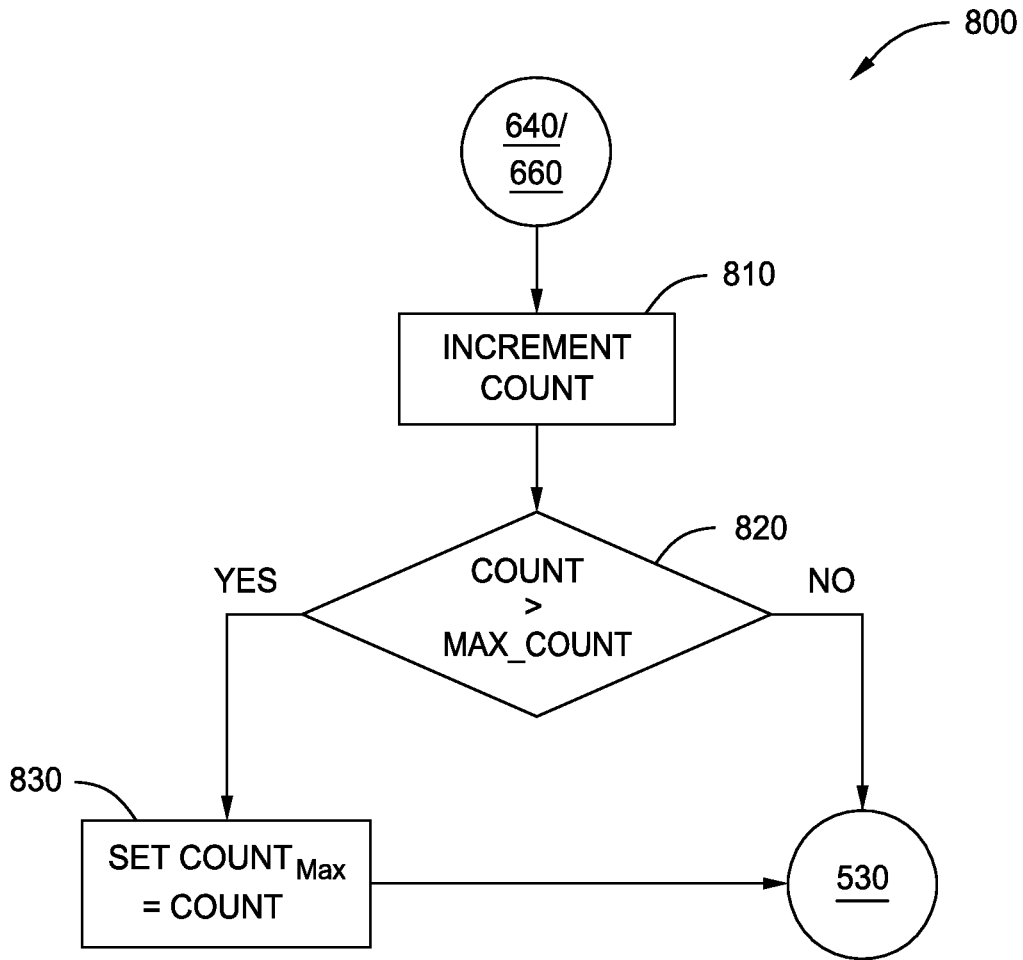 800
640/
660
810
INCREMENT
COUNT
820
YES
COUNT
NO
>
MAX_COUNT
830
SET COUNT Max
= COUNT
530